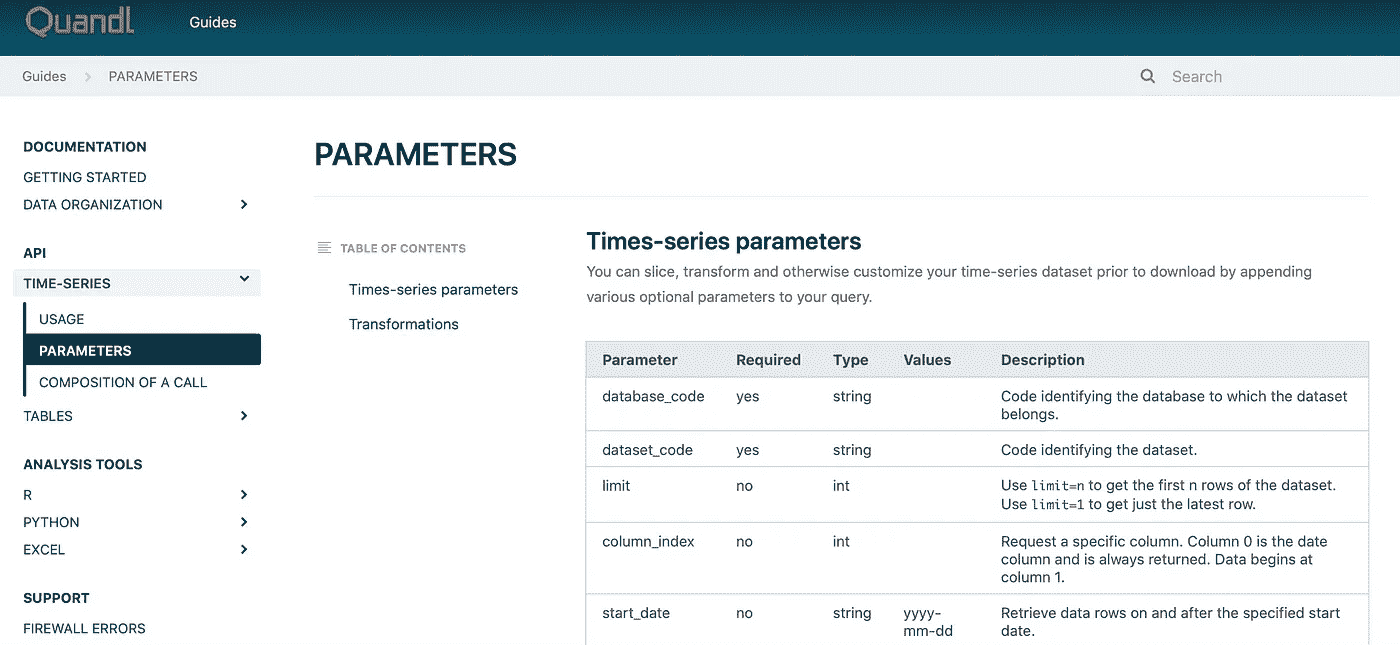 Quandl
Guides
Guides
PARAMETERS
Search
DOCUMENTATION
GETTING STARTED
DATA ORGANIZATION
API
TIME-SERIES
USAGE
PARAMETERS
COMPOSITION OF A CALL
TABLES
ANALYSIS TOOLS
R
PYTHON
EXCEL
SUPPORT
FIREWALL ERRORS
PARAMETERS
TABLE OF CONTENTS
Times-series parameters
Transformations
Times-series parameters
You can slice, transform and otherwise customize your time-series dataset prior to download by appending
various optional parameters to your query.
Parameter Required Type Values Description
database_code yes string Code identifying the database to which the dataset
belongs.
dataset_code yes string Code identifying the dataset.
limit no int Use limit=n to get the first n rows of the dataset.
Use limit=1 to get just the latest row.
column_index no int Request a specific column. Column 0 is the date
column and is always returned. Data begins at
column 1.
start_date no string yyyy- Retrieve data rows on and after the specified start
mm-dd date.